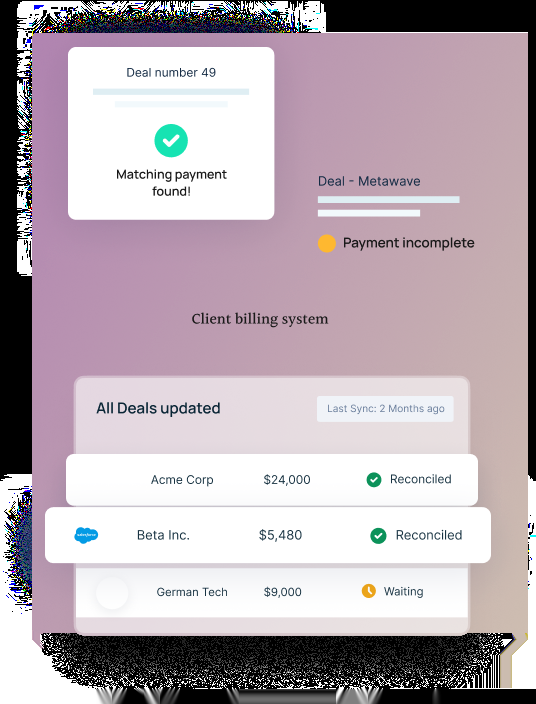 Deal number 49
Matching payment
found!
Deal - Metawave
Payment incomplete
Client billing system
All Deals updated
Last Sync: 2 Months ago
Acme Corp $24,000 Reconciled
salesforce Beta Inc. $5,480 Reconciled
German Tech $9,000 Waiting